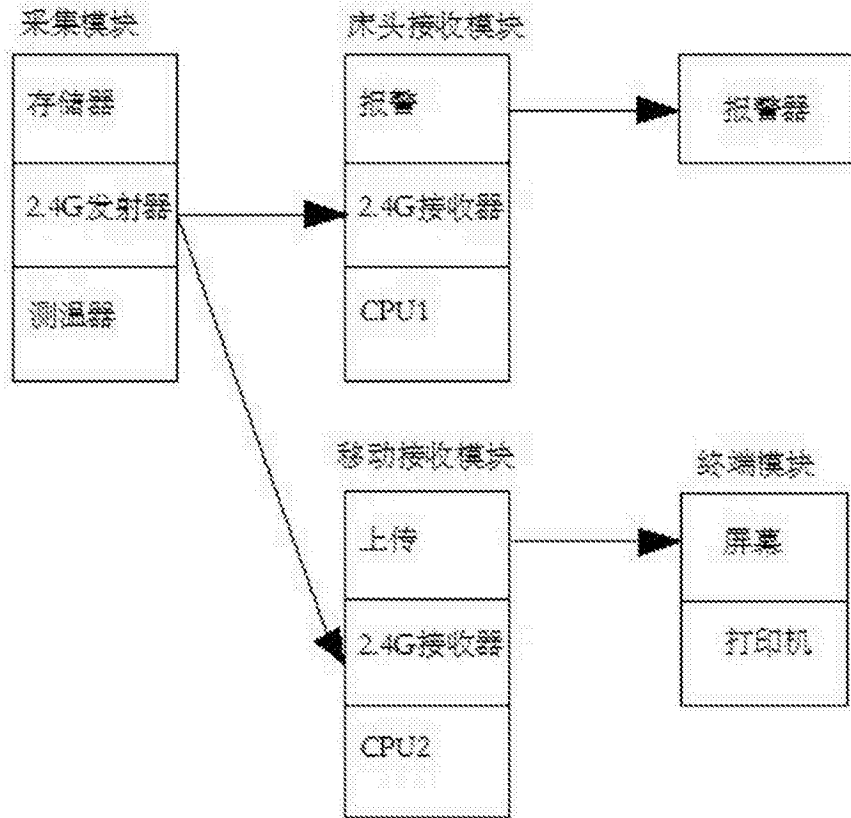 采集模块
存储器
2.4G发射器
测温器
床头接收模块
报警
2.4G接收器
CPU1
报警器
移动接收模块
上传
2.4G接收器
CPU2
终端模块
屏幕
打印机